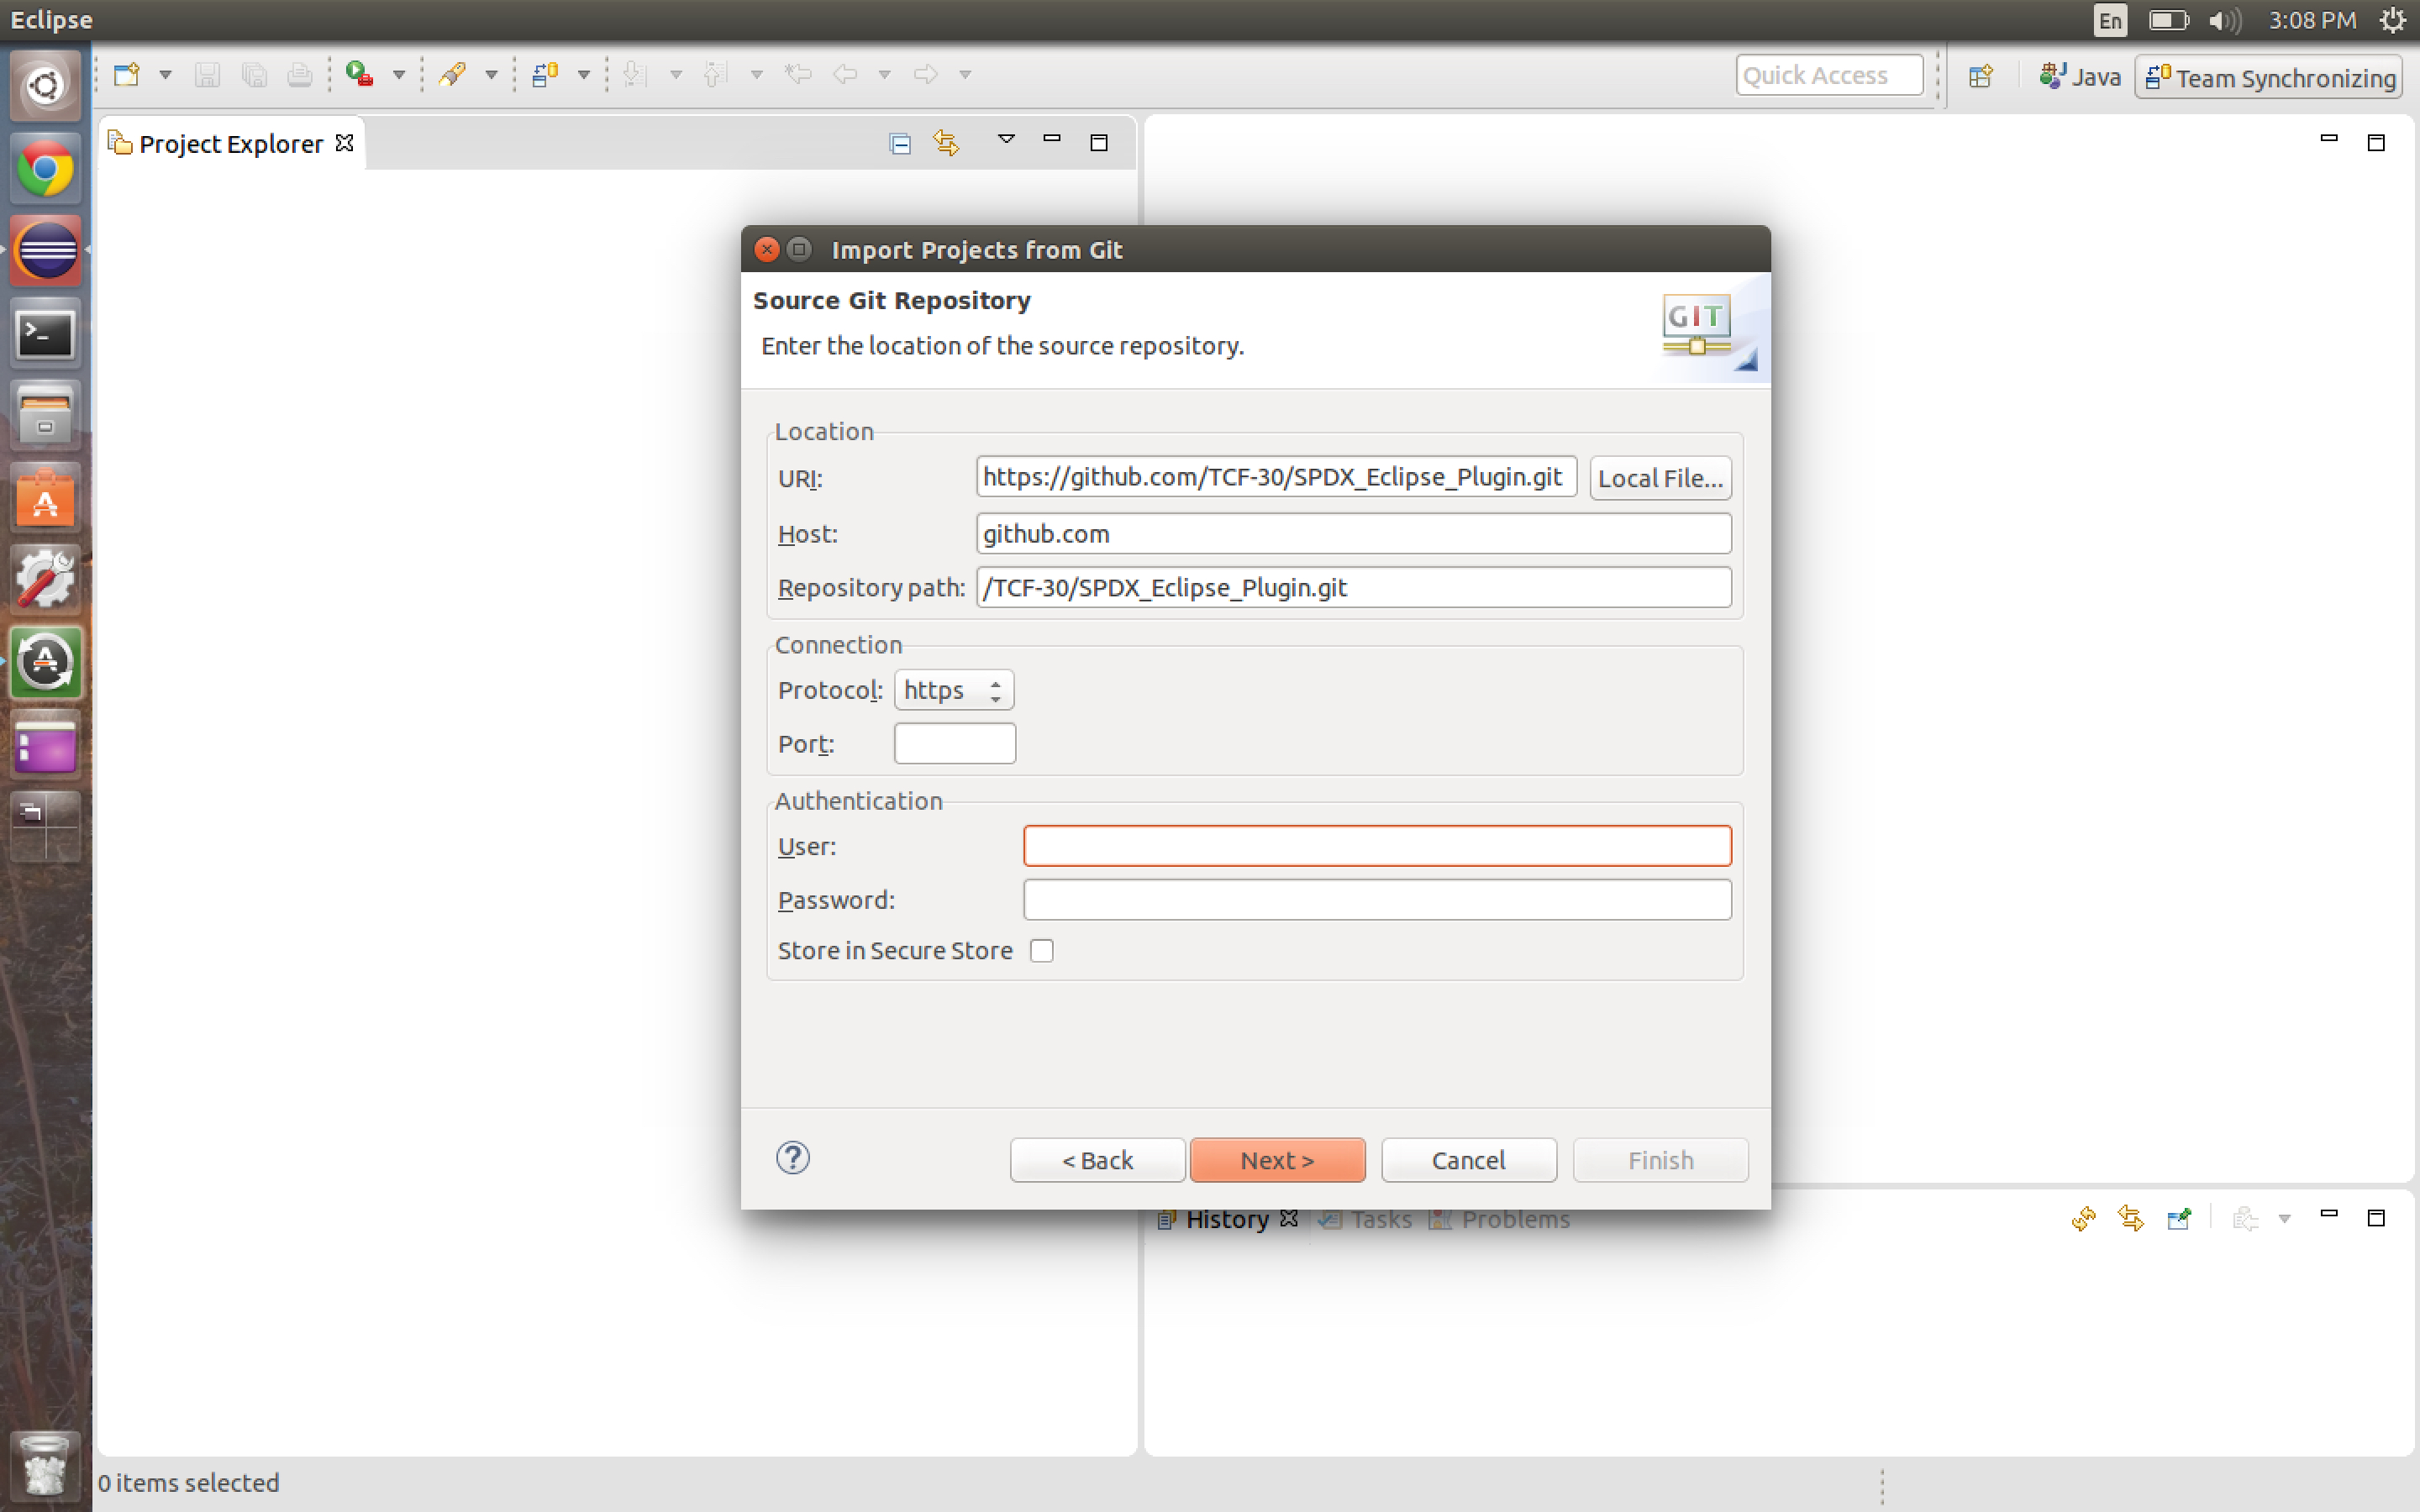 Eclipse
En
3:08 PM
Quick Access
Java
Team Synchronizing
Project Explorer
Import Projects from Git
Source Git Repository
Enter the location of the source repository.
GIT
Location
URI:
https://github.com/TCF-30/SPDX_Eclipse_Plugin.git
Local File...
Host:
github.com
Repository path:
/TCF-30/SPDX_Eclipse_Plugin.git
Connection
Protocol:
https
Port:
Authentication
User:
Password:
Store in Secure Store
< Back
Next >
Cancel
Finish
History
Tasks
Problems
0 items selected